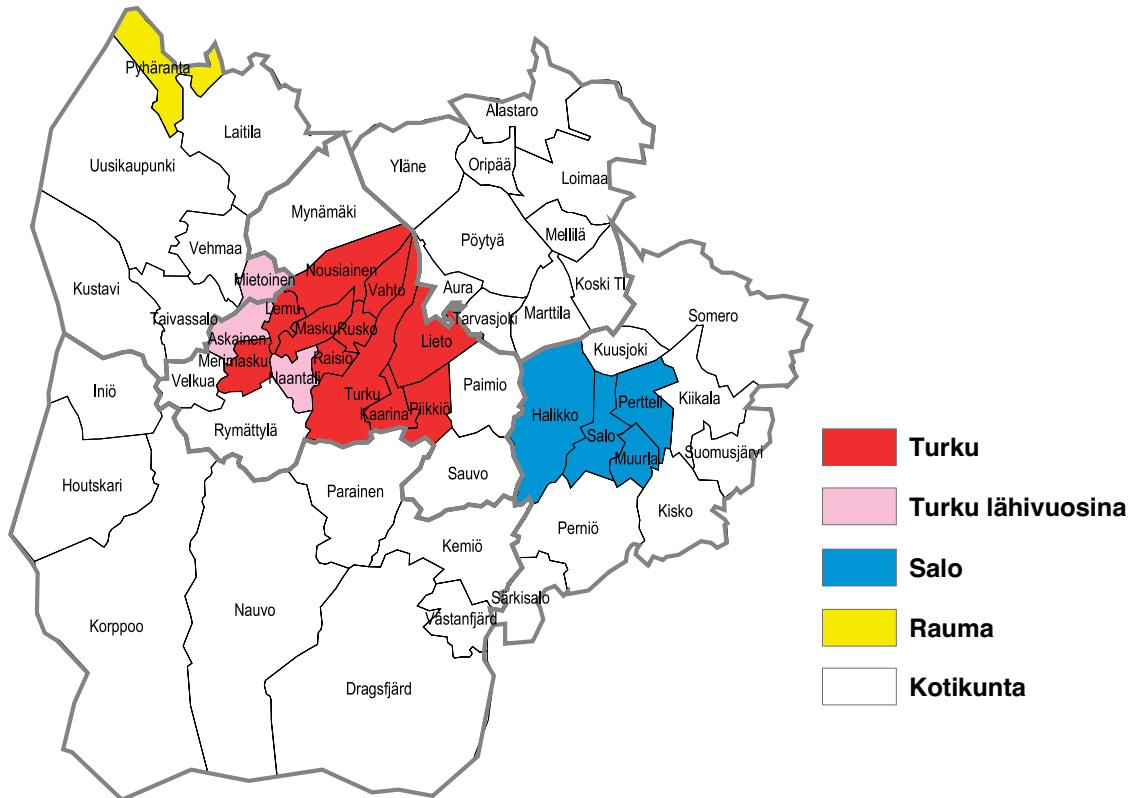 Pyhäranta
Alastaro
Laitila
Yläne
Oripää
Uusikaupunki
Loimaa
Mynämäki
Mellilä
Vehmaa
Pöytyä
Nousiainen
Mietoinen
Koski Tl
Kustavi
Vahto
Aura
Lemu
Taivassalo
Tarvasjoki
Marttila
Somero
Masku
Rusko
Askainen
Lieto
Kuusjoki
Merimasku
Raisio
Velkua
Naantali
Iniö
Paimio
Turku
Piikkiö
Kaarina
Halikko
Pertteli
Kiikala
Rymättylä
Salo
Suomusjärvi
Muurla
Houtskari
Parainen
Sauvo
Kisko
Perniö
Kemiö
Särkisalo
Nauvo
Västanfjärd
Korppoo
Dragsfjärd
Turku
Turku lähivuosina
Salo
Rauma
Kotikunta